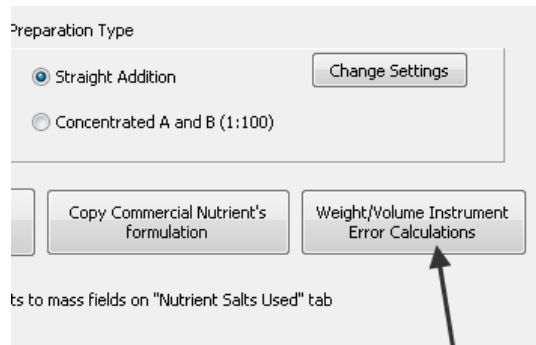 Preparation Type
Straight Addition
Change Settings
Concentrated A and B (1:100)
Copy Commercial Nutrient's
formulation
Weight/Volume Instrument
Error Calculations
ts to mass fields on "Nutrient Salts Used" tab